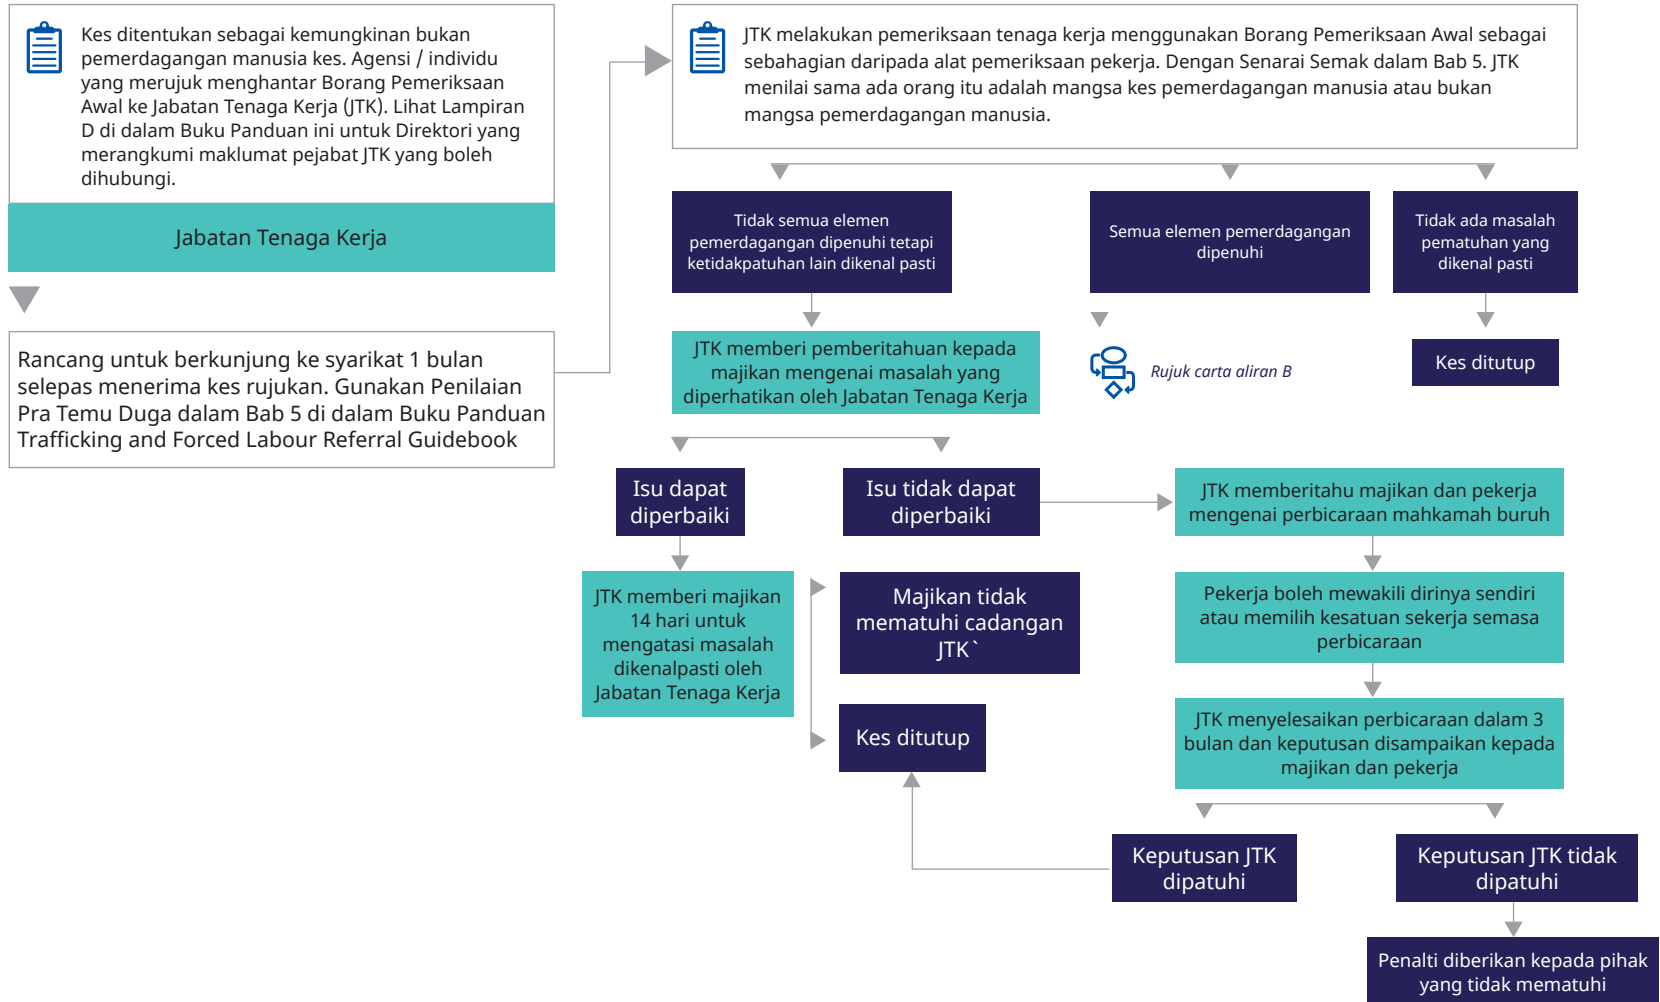 Kes ditentukan sebagai kemungkinan bukan
pemerdagangan manusia kes. Agensi / individu
yang merujuk menghantar Borang Pemeriksaan
Awal ke Jabatan Tenaga Kerja (JTK). Lihat Lampiran
D di dalam Buku Panduan ini untuk Direktori yang
merangkumi maklumat pejabat JTK yang boleh
dihubungi.
Jabatan Tenaga Kerja
Rancang untuk berkunjung ke syarikat 1 bulan
selepas menerima kes rujukan. Gunakan Penilaian
Pra Temu Duga dalam Bab 5 di dalam Buku Panduan
Trafficking and Forced Labour Referral Guidebook
JTK melakukan pemeriksaan tenaga kerja menggunakan Borang Pemeriksaan Awal sebagai
sebahagian daripada alat pemeriksaan pekerja. Dengan Senarai Semak dalam Bab 5. JTK
menilai sama ada orang itu adalah mangsa kes pemerdagangan manusia atau bukan
mangsa pemerdagangan manusia.
Tidak semua elemen
pemerdagangan dipenuhi tetapi
ketidakpatuhan lain dikenal pasti
Semua elemen pemerdagangan
dipenuhi
Tidak ada masalah
pematuhan yang
dikenal pasti
JTK memberi pemberitahuan kepada
majikan mengenai masalah yang
diperhatikan oleh Jabatan Tenaga Kerja
Rujuk carta aliran B
Kes ditutup
Isu dapat
diperbaiki
Isu tidak dapat
diperbaiki
JTK memberitahu majikan dan pekerja
mengenai perbicaraan mahkamah buruh
JTK memberi majikan
14 hari untuk
mengatasi masalah
dikenalpasti oleh
Jabatan Tenaga Kerja
Majikan tidak
mematuhi cadangan
JTK`
Pekerja boleh mewakili dirinya sendiri
atau memilih kesatuan sekerja semasa
perbicaraan
Kes ditutup
JTK menyelesaikan perbicaraan dalam 3
bulan dan keputusan disampaikan kepada
majikan dan pekerja
Keputusan JTK
dipatuhi
Keputusan JTK tidak
dipatuhi
Penalti diberikan kepada pihak
yang tidak mematuhi